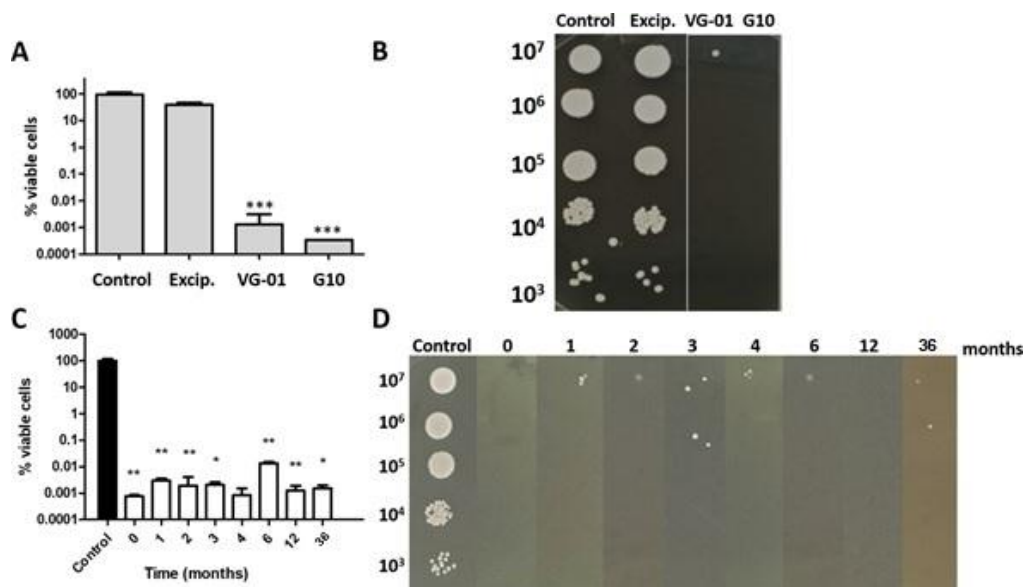 A
% viable cells
100
10
1
0.1
0.01
0.001
0.0001
*** ***
Control Excip. VG-01 G10
B
Control Excip. VG-01 G10
10⁷
10⁶
10⁵
10⁴
10³
C
% viable cells
1000
100
10
1
0.1
0.01
0.001
0.0001
** ** ** * ** ** *
Control 0 1 2 3 4 6 12 36
Time (months)
D
Control 0 1 2 3 4 6 12 36 months
10⁷
10⁶
10⁵
10⁴
10³